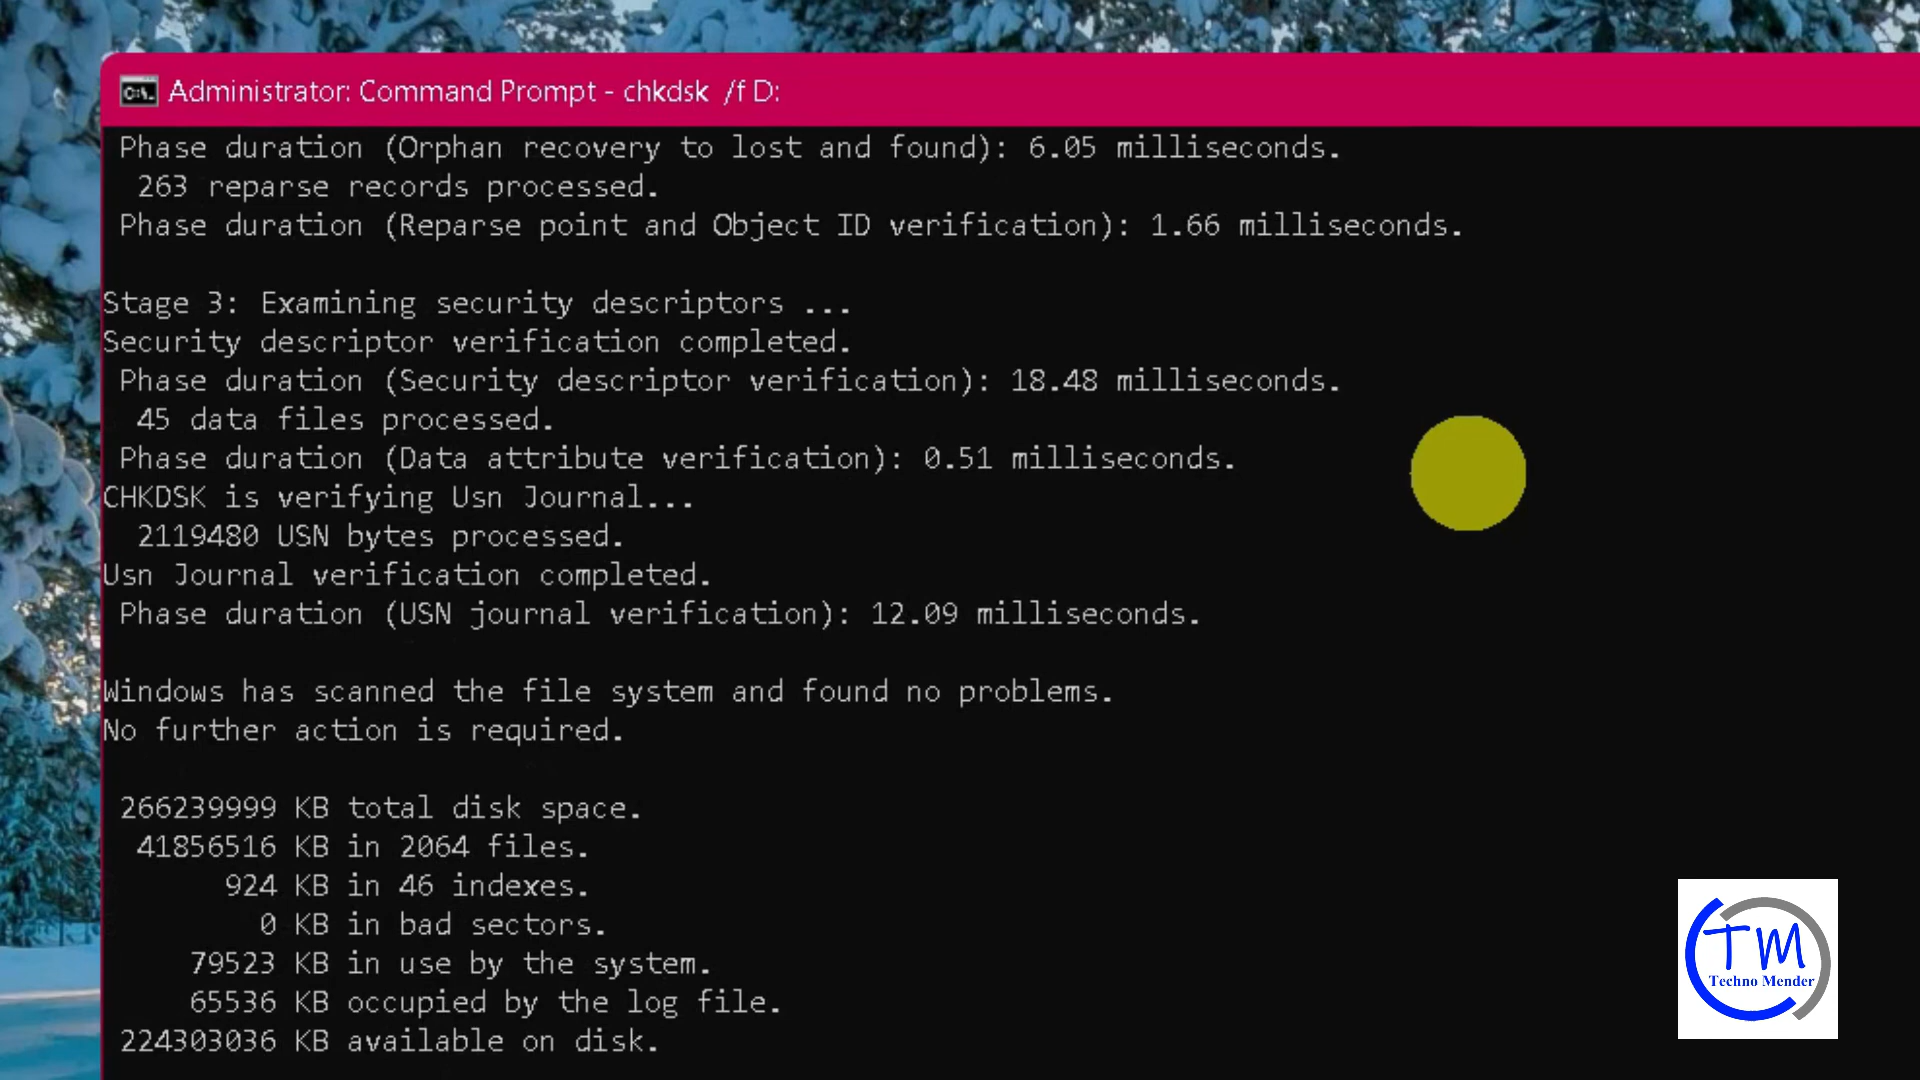 Administrator: Command Prompt - chkdsk /f D:
Phase duration (Orphan recovery to lost and found): 6.05 milliseconds.
263 reparse records processed.
Phase duration (Reparse point and Object ID verification): 1.66 milliseconds.
Stage 3: Examining security descriptors ...
Security descriptor verification completed.
Phase duration (Security descriptor verification): 18.48 milliseconds.
45 data files processed.
Phase duration (Data attribute verification): 0.51 milliseconds.
CHKDSK is verifying Usn Journal...
2119480 USN bytes processed.
Usn Journal verification completed.
Phase duration (USN journal verification): 12.09 milliseconds.
Windows has scanned the file system and found no problems.
No further action is required.
266239999 KB total disk space.
41856516 KB in 2064 files.
924 KB in 46 indexes.
0 KB in bad sectors.
79523 KB in use by the system.
65536 KB occupied by the log file.
224303036 KB available on disk.
TM
Techno Mender